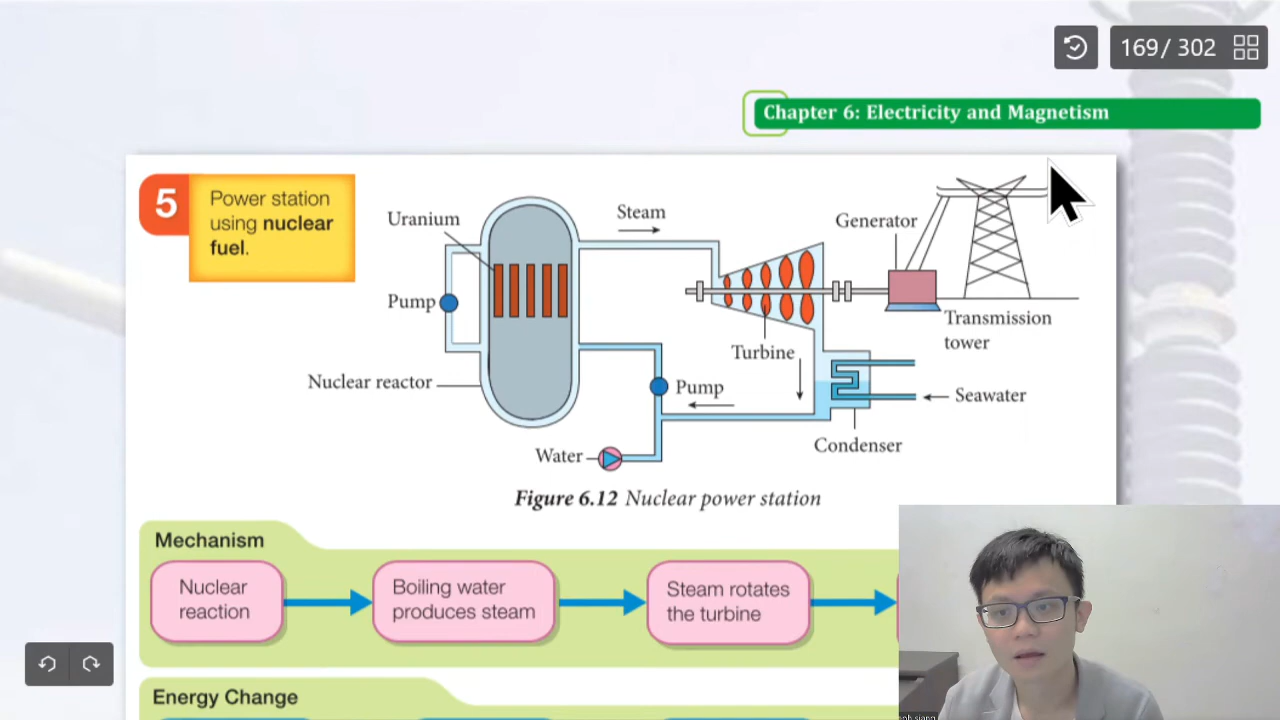 169/ 302
Chapter 6: Electricity and Magnetism
5
Power station
using nuclear
fuel.
Uranium
Steam
Generator
Pump
Transmission
tower
Turbine
Nuclear reactor
Pump
Seawater
Condenser
Water
Figure 6.12 Nuclear power station
Mechanism
Nuclear
reaction
Boiling water
produces steam
Steam rotates
the turbine
Energy Change